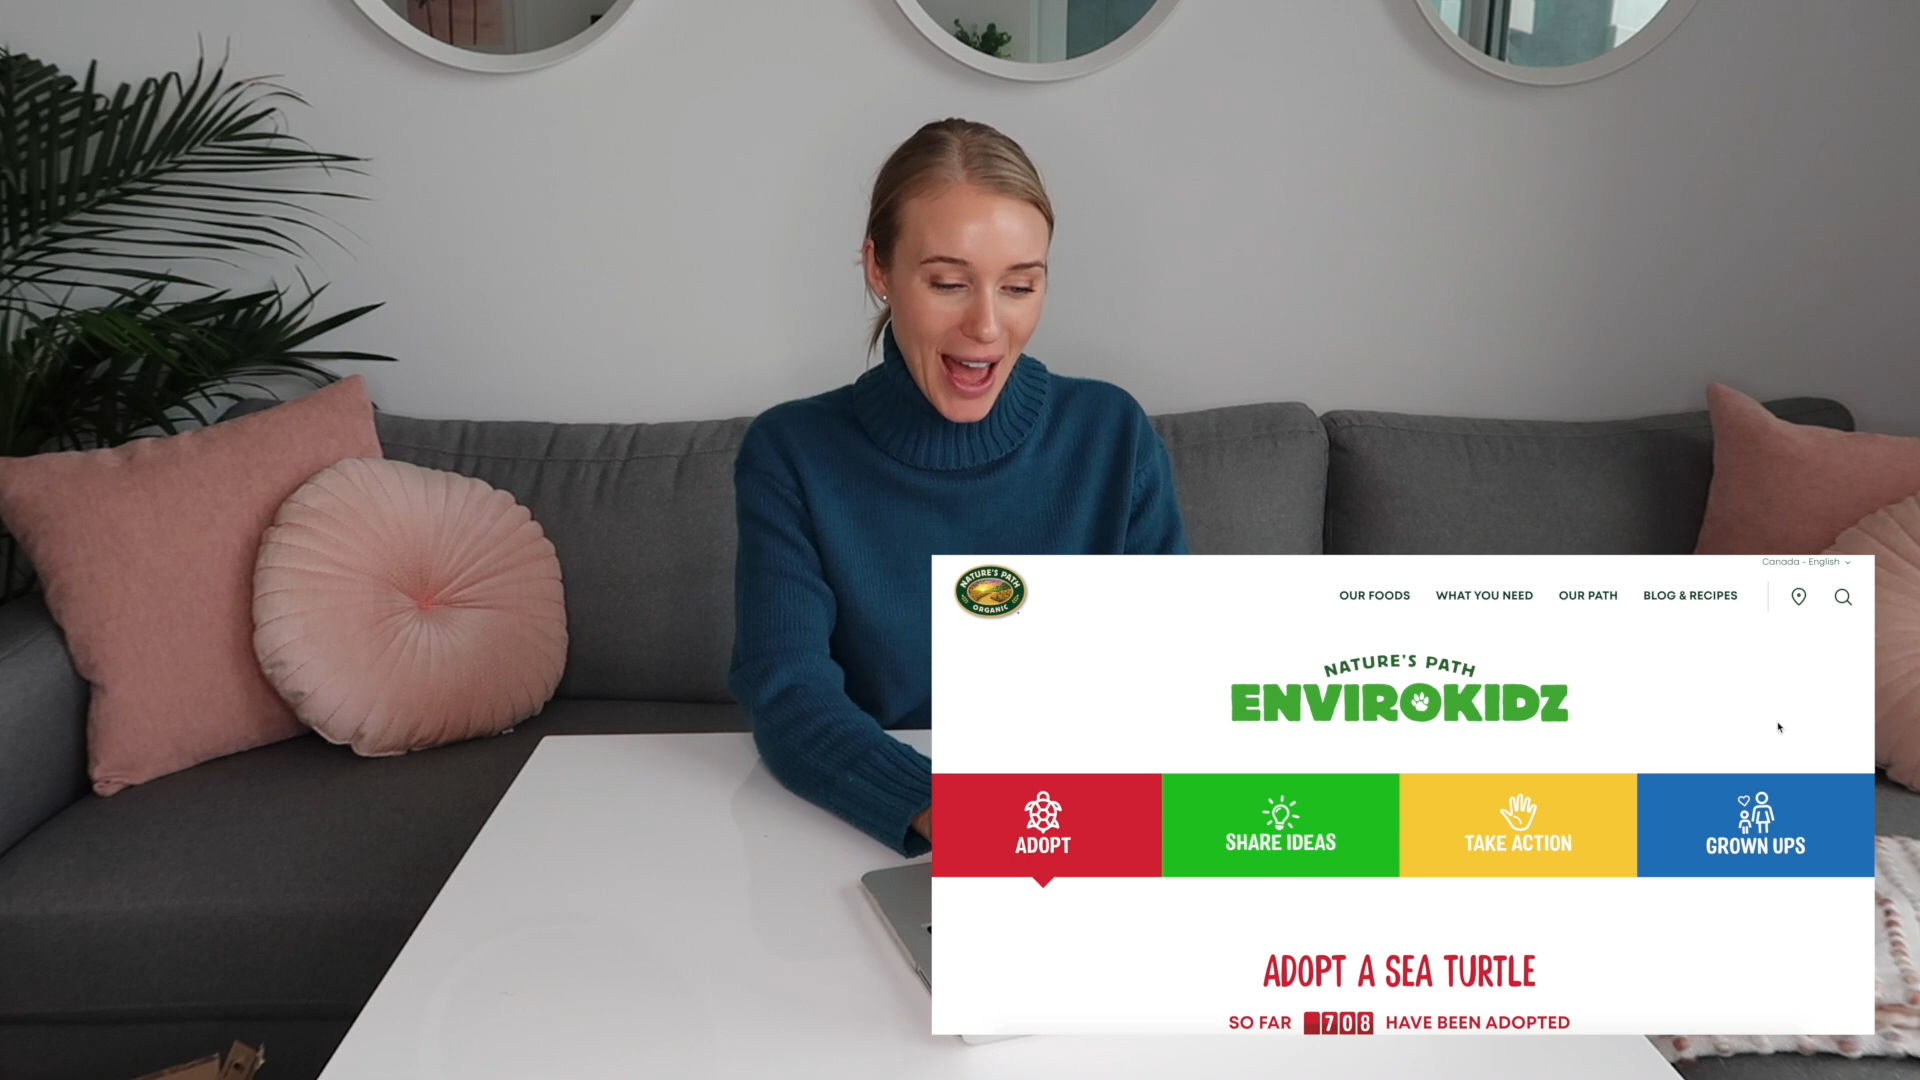 Canada - English
NATURE'S PATH
ORGANIC
OUR FOODS WHAT YOU NEED OUR PATH BLOG & RECIPES
NATURE'S PATH
ENVIROKIDZ
ADOPT SHARE IDEAS TAKE ACTION GROWN UPS
ADOPT A SEA TURTLE
SO FAR 708 HAVE BEEN ADOPTED